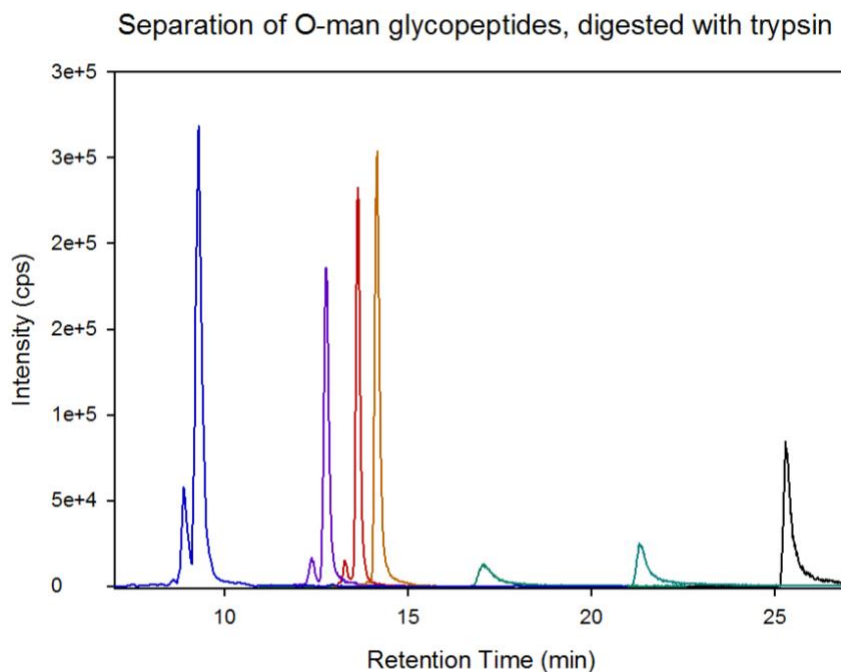 Separation of O-man glycopeptides, digested with trypsin
3e+5
3e+5
2e+5
2e+5
1e+5
5e+4
0
Intensity (cps)
10 15 20 25
Retention Time (min)